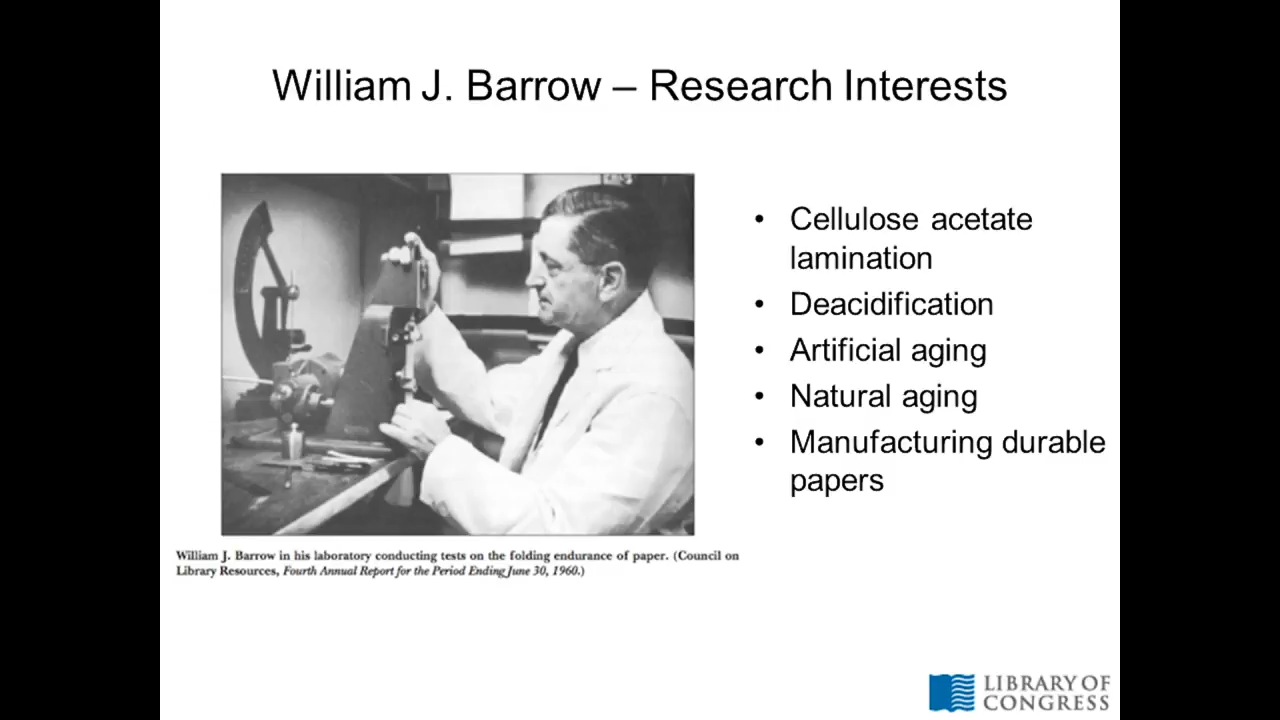 William J. Barrow – Research Interests
• Cellulose acetate
lamination
• Deacidification
• Artificial aging
• Natural aging
• Manufacturing durable
papers
William J. Barrow in his laboratory conducting tests on the folding endurance of paper. (Council on
Library Resources, Fourth Annual Report for the Period Ending June 30, 1960.)
LIBRARY OF
CONGRESS